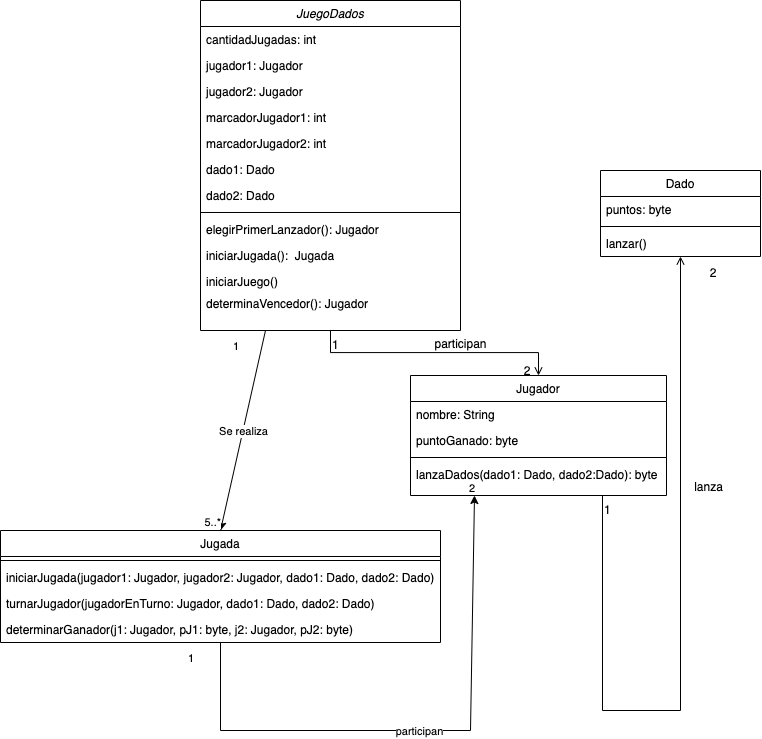 JuegoDados
cantidadJugadas: int
jugador1: Jugador
jugador2: Jugador
marcadorJugador1: int
marcadorJugador2: int
dado1: Dado
dado2: Dado
elegirPrimerLanzador(): Jugador
iniciarJugada():  Jugada
iniciarJuego()
determinaVencedor(): Jugador
Dado
puntos: byte
lanzar()
2
1
1
participan
2
Jugador
nombre: String
puntoGanado: byte
lanzaDados(dado1: Dado, dado2:Dado): byte
2
1
lanza
Se realiza
5..*
Jugada
iniciarJugada(jugador1: Jugador, jugador2: Jugador, dado1: Dado, dado2: Dado)
turnarJugador(jugadorEnTurno: Jugador, dado1: Dado, dado2: Dado)
determinarGanador(j1: Jugador, pJ1: byte, j2: Jugador, pJ2: byte)
1
participan